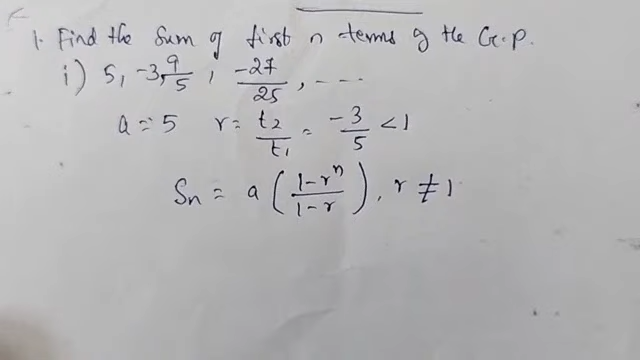 1. Find the sum of first n terms of the G.P.
i) 5, -3, 9/5, -27/25, ----
a = 5 r = t₂/t₁ = -3/5 < 1
Sn = a ( (1-rⁿ)/(1-r) ), r ≠ 1